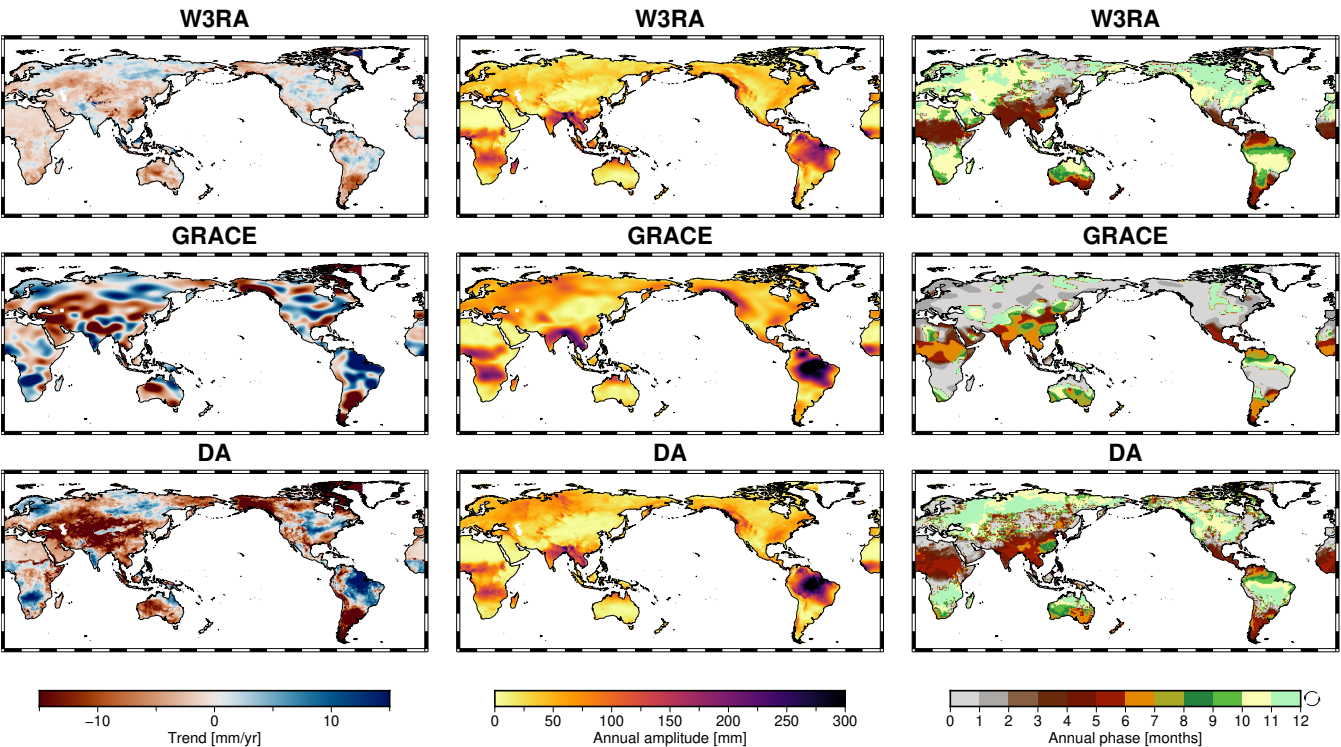 W3RA W3RA W3RA
GRACE GRACE GRACE
DA DA DA
−10 0 10
Trend [mm/yr]
0 50 100 150 200 250 300
Annual amplitude [mm]
0 1 2 3 4 5 6 7 8 9 10 11 12
Annual phase [months]